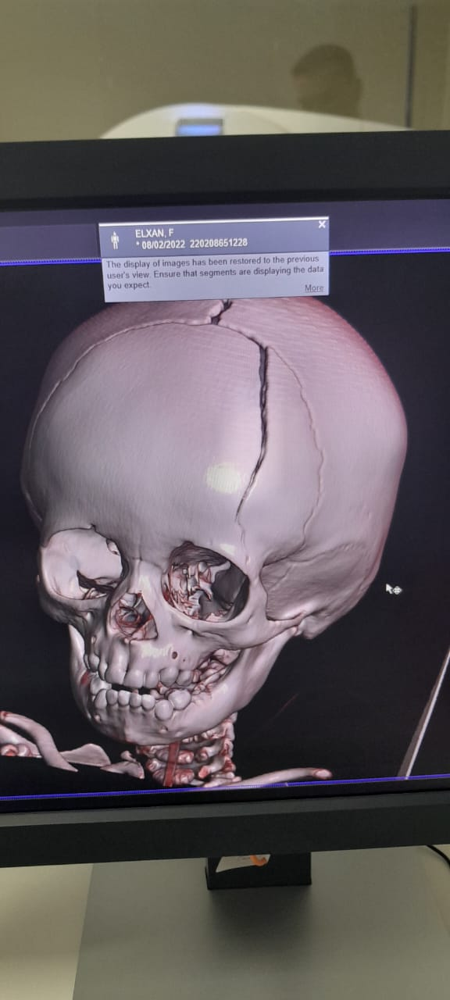 ELXAN, F
* 08/02/2022 220208651228
The display of images has been restored to the previous
user's view. Ensure that segments are displaying the data
you expect.
More